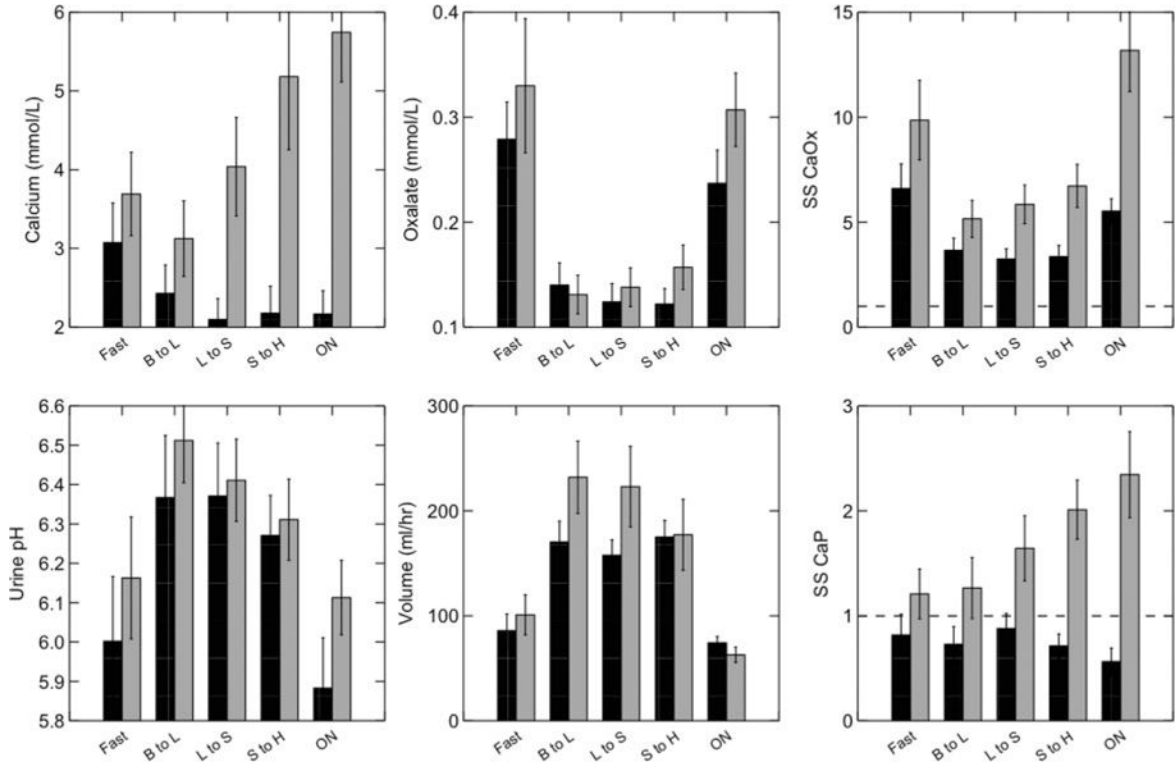 Calcium (mmol/L)
6
5
4
3
2
Fast
B to L
L to S
S to H
ON
Oxalate (mmol/L)
0.4
0.3
0.2
0.1
Fast
B to L
L to S
S to H
ON
SS CaOx
15
10
5
0
Fast
B to L
L to S
S to H
ON
Urine pH
6.6
6.5
6.4
6.3
6.2
6.1
6.0
5.9
5.8
Fast
B to L
L to S
S to H
ON
Volume (ml/hr)
300
200
100
0
Fast
B to L
L to S
S to H
ON
SS CaP
3
2
1
0
Fast
B to L
L to S
S to H
ON